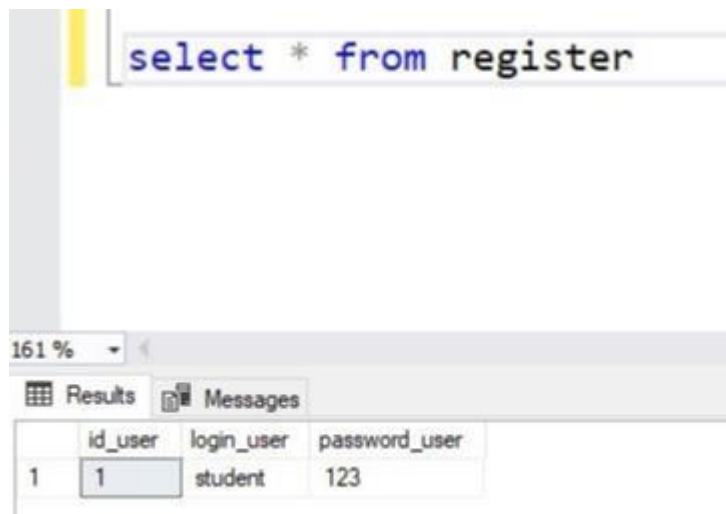 select * from register
161 %
Results Messages
id_user login_user password_user
1 1 student 123